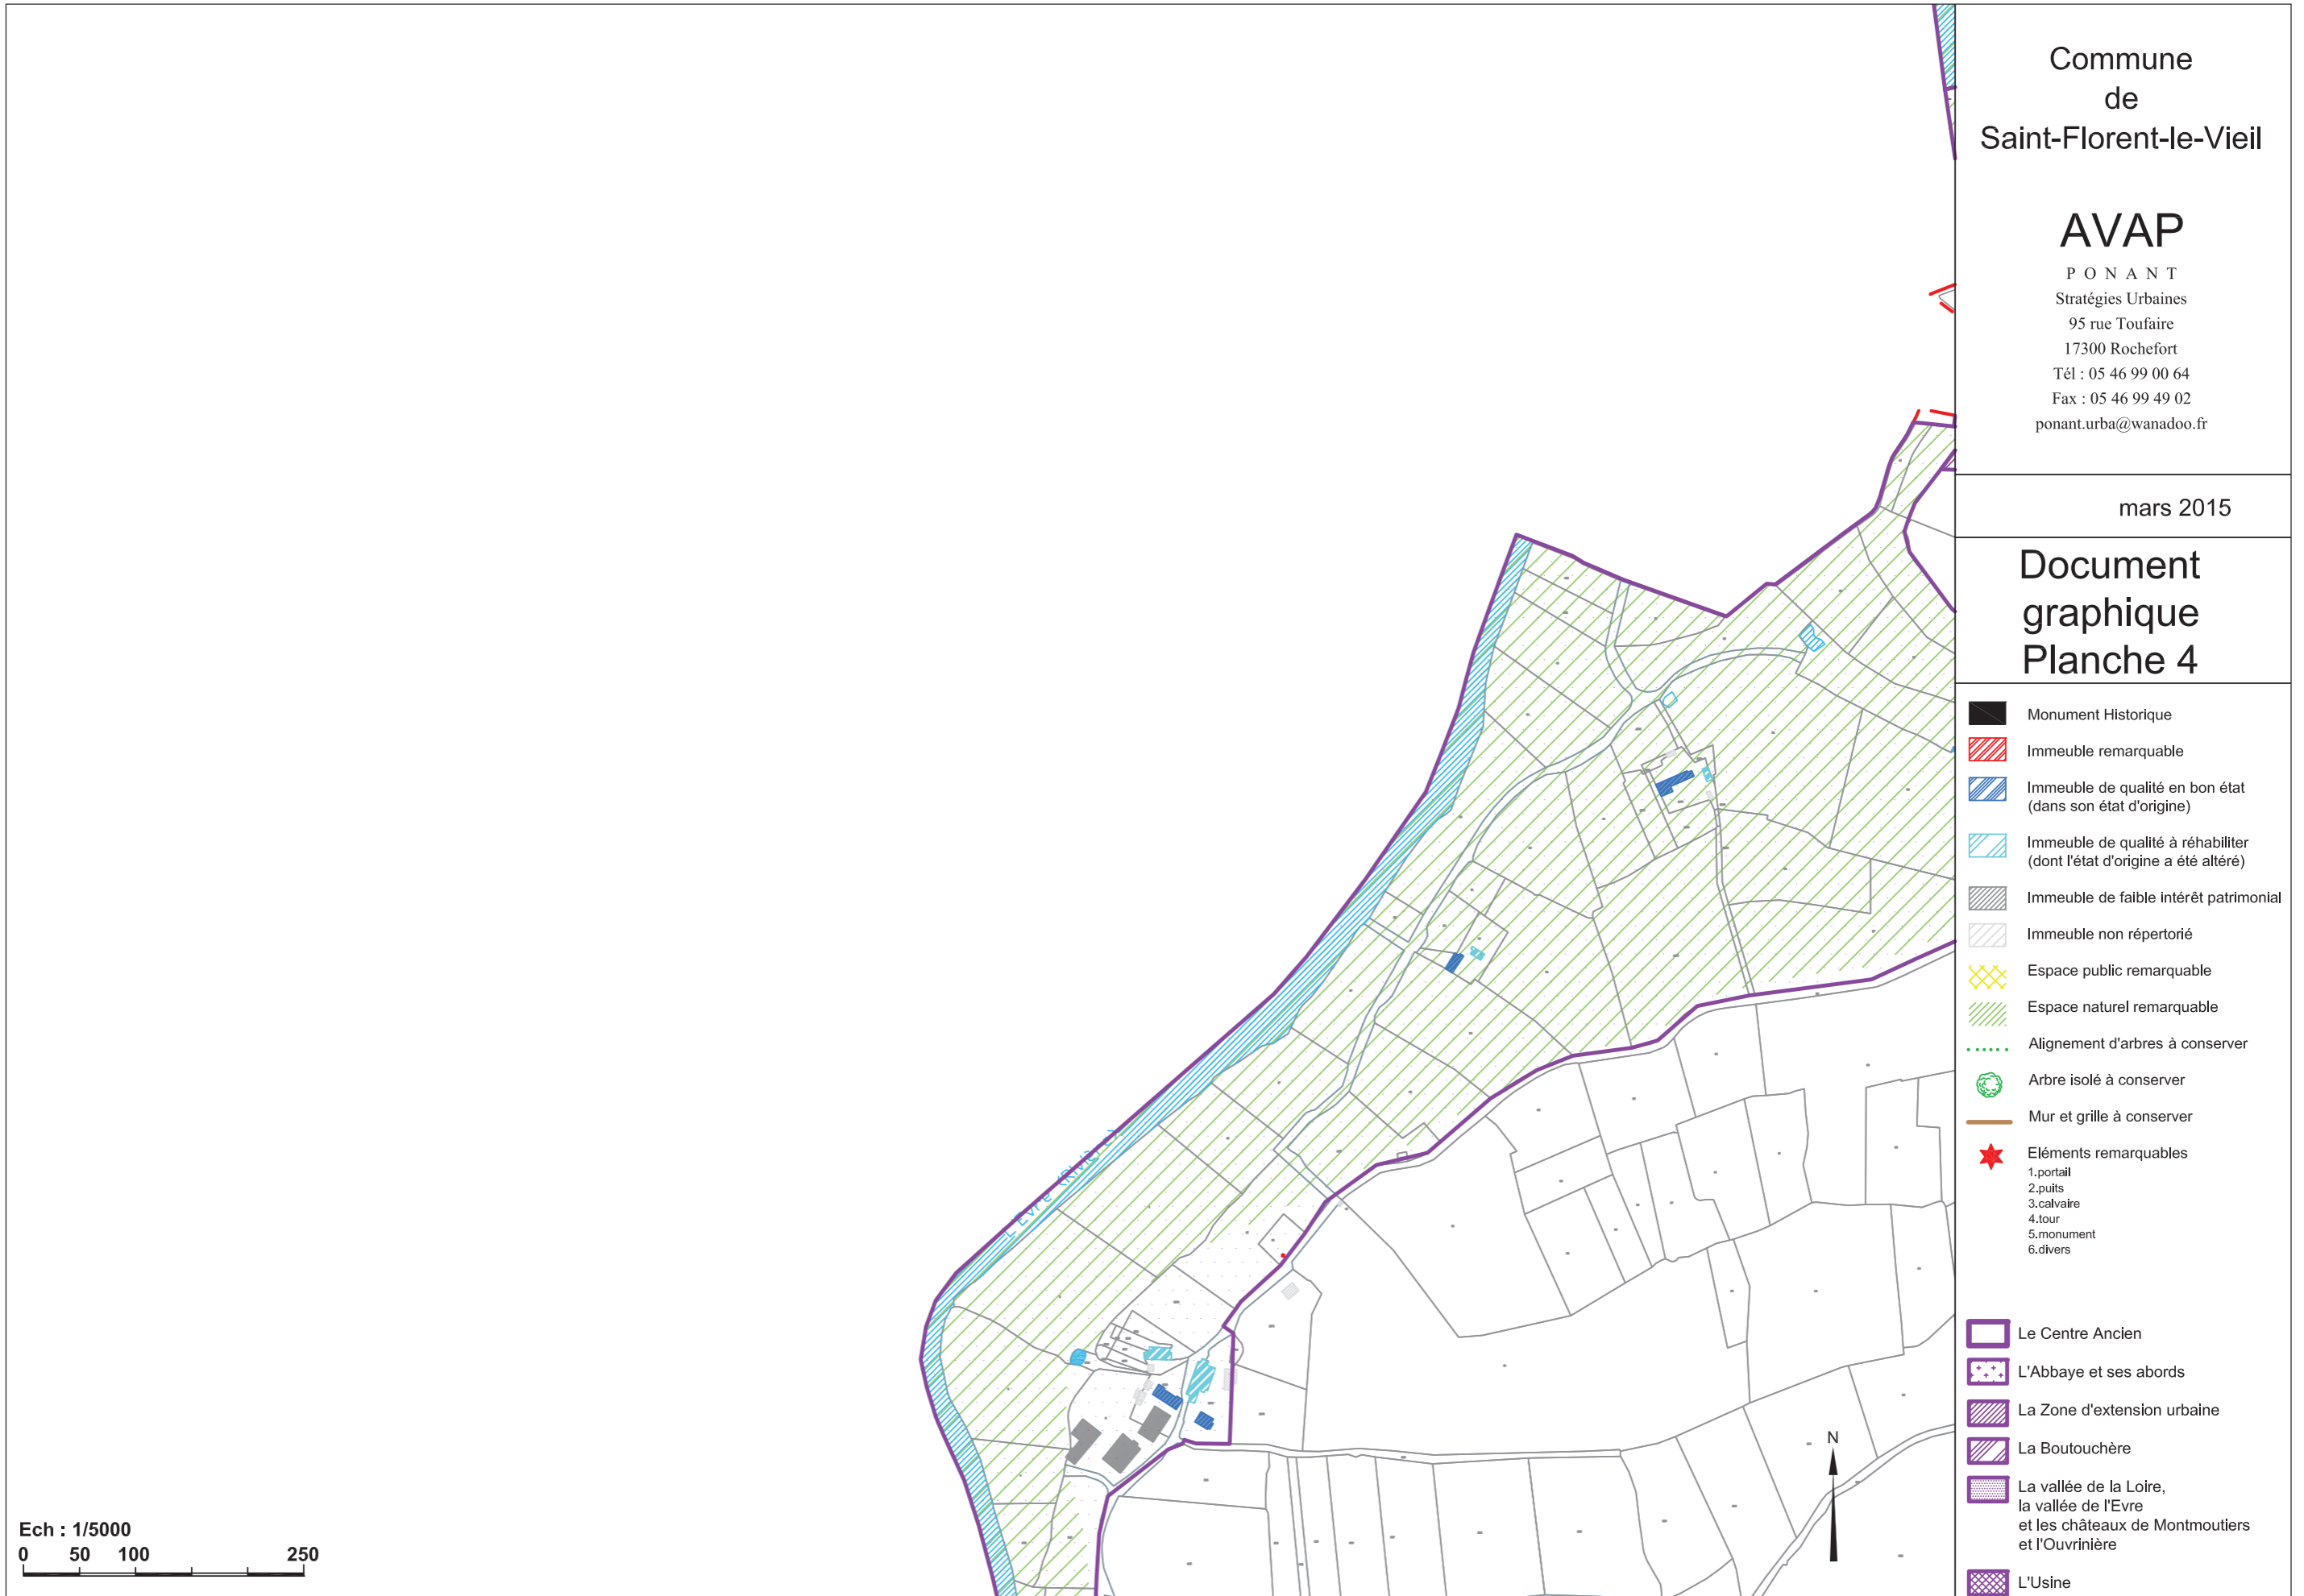 Commune
de
Saint-Florent-le-Vieil
AVAP
P O N A N T
Stratégies Urbaines
95 rue Toufaire
17300 Rochefort
Tél : 05 46 99 00 64
Fax : 05 46 99 49 02
ponant.urba@wanadoo.fr
mars 2015
Document
graphique
Planche 4
Monument Historique
Immeuble remarquable
Immeuble de qualité en bon état
(dans son état d'origine)
Immeuble de qualité à réhabiliter
(dont l'état d'origine a été altéré)
Immeuble de faible intérêt patrimonial
Immeuble non répertorié
Espace public remarquable
Espace naturel remarquable
Alignement d'arbres à conserver
Arbre isolé à conserver
Mur et grille à conserver
Eléments remarquables
1.portail
2.puits
3.calvaire
4.tour
5.monument
6.divers
Le Centre Ancien
L'Abbaye et ses abords
La Zone d'extension urbaine
La Boutouchère
La vallée de la Loire,
la vallée de l'Evre
et les châteaux de Montmoutiers
et l'Ouvrinière
L'Usine
N
Ech : 1/5000
0 50 100 250